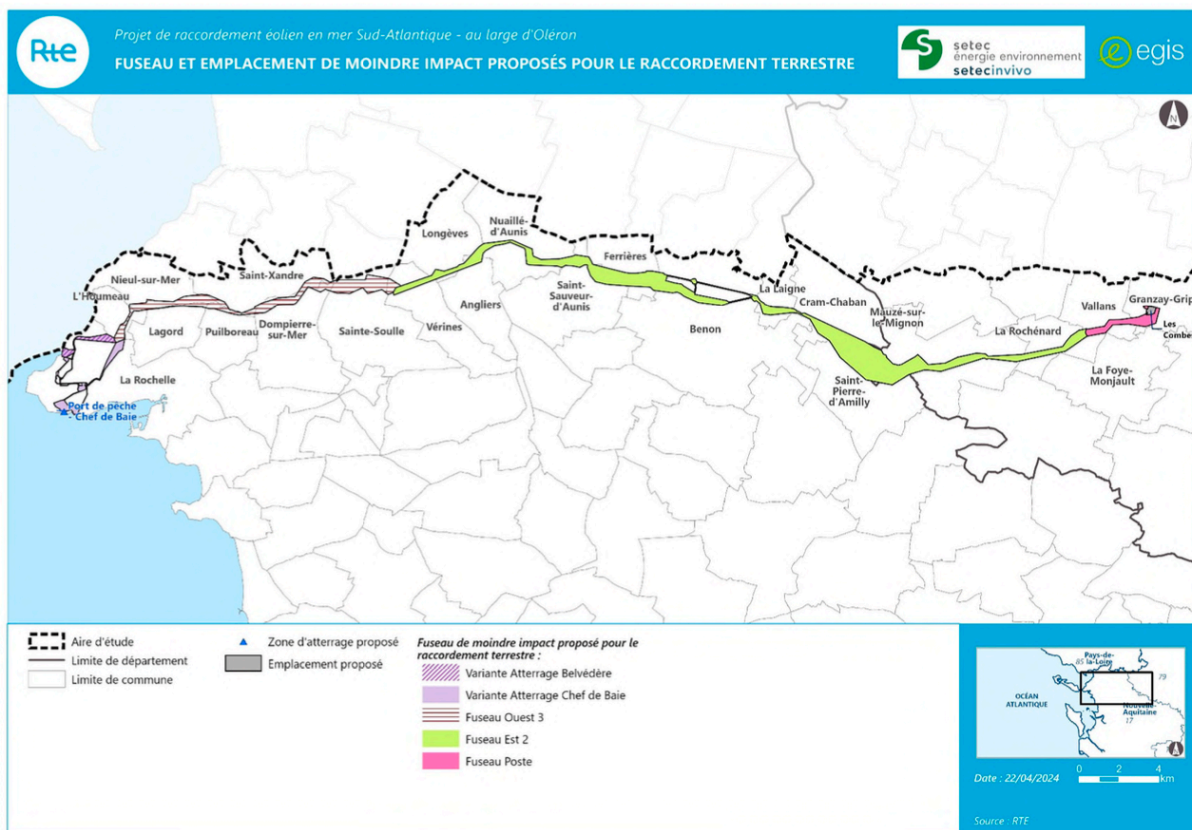 Rte
Projet de raccordement éolien en mer Sud-Atlantique - au large d'Oléron
FUSEAU ET EMPLACEMENT DE MOINDRE IMPACT PROPOSÉS POUR LE RACCORDEMENT TERRESTRE
setec
énergie environnement
setecinvivo
egis
N
Longèves
Nuaillé-
d'Aunis
Ferrières
Nieul-sur-Mer
Saint-Xandre
L'Houmeau
La Laigne
Cram-Chaban
Saint-
Sauveur-
d'Aunis
Vallans
Granzay-Grip
Les
Combe
Lagord
Puilboreau
Dompierre-
sur-Mer
Sainte-Soulle
Vérines
Angliers
Benon
Mauzé-sur-
le-Mignon
La Rochénard
La Foye-
Monjault
La Rochelle
Saint-
Pierre-
d'Amilly
Port de pêche
- Chef de Baie
Aire d'étude
Limite de département
Limite de commune
Zone d'atterrage proposé
Emplacement proposé
Fuseau de moindre impact proposé pour le
raccordement terrestre :
Variante Atterrage Belvédère
Variante Atterrage Chef de Baie
Fuseau Ouest 3
Fuseau Est 2
Fuseau Poste
Pays-de-
la-Loire
85
79
OCÉAN
ATLANTIQUE
Nouvelle-
Aquitaine
17
N
Date : 22/04/2024
0 2 4
km
Source : RTE